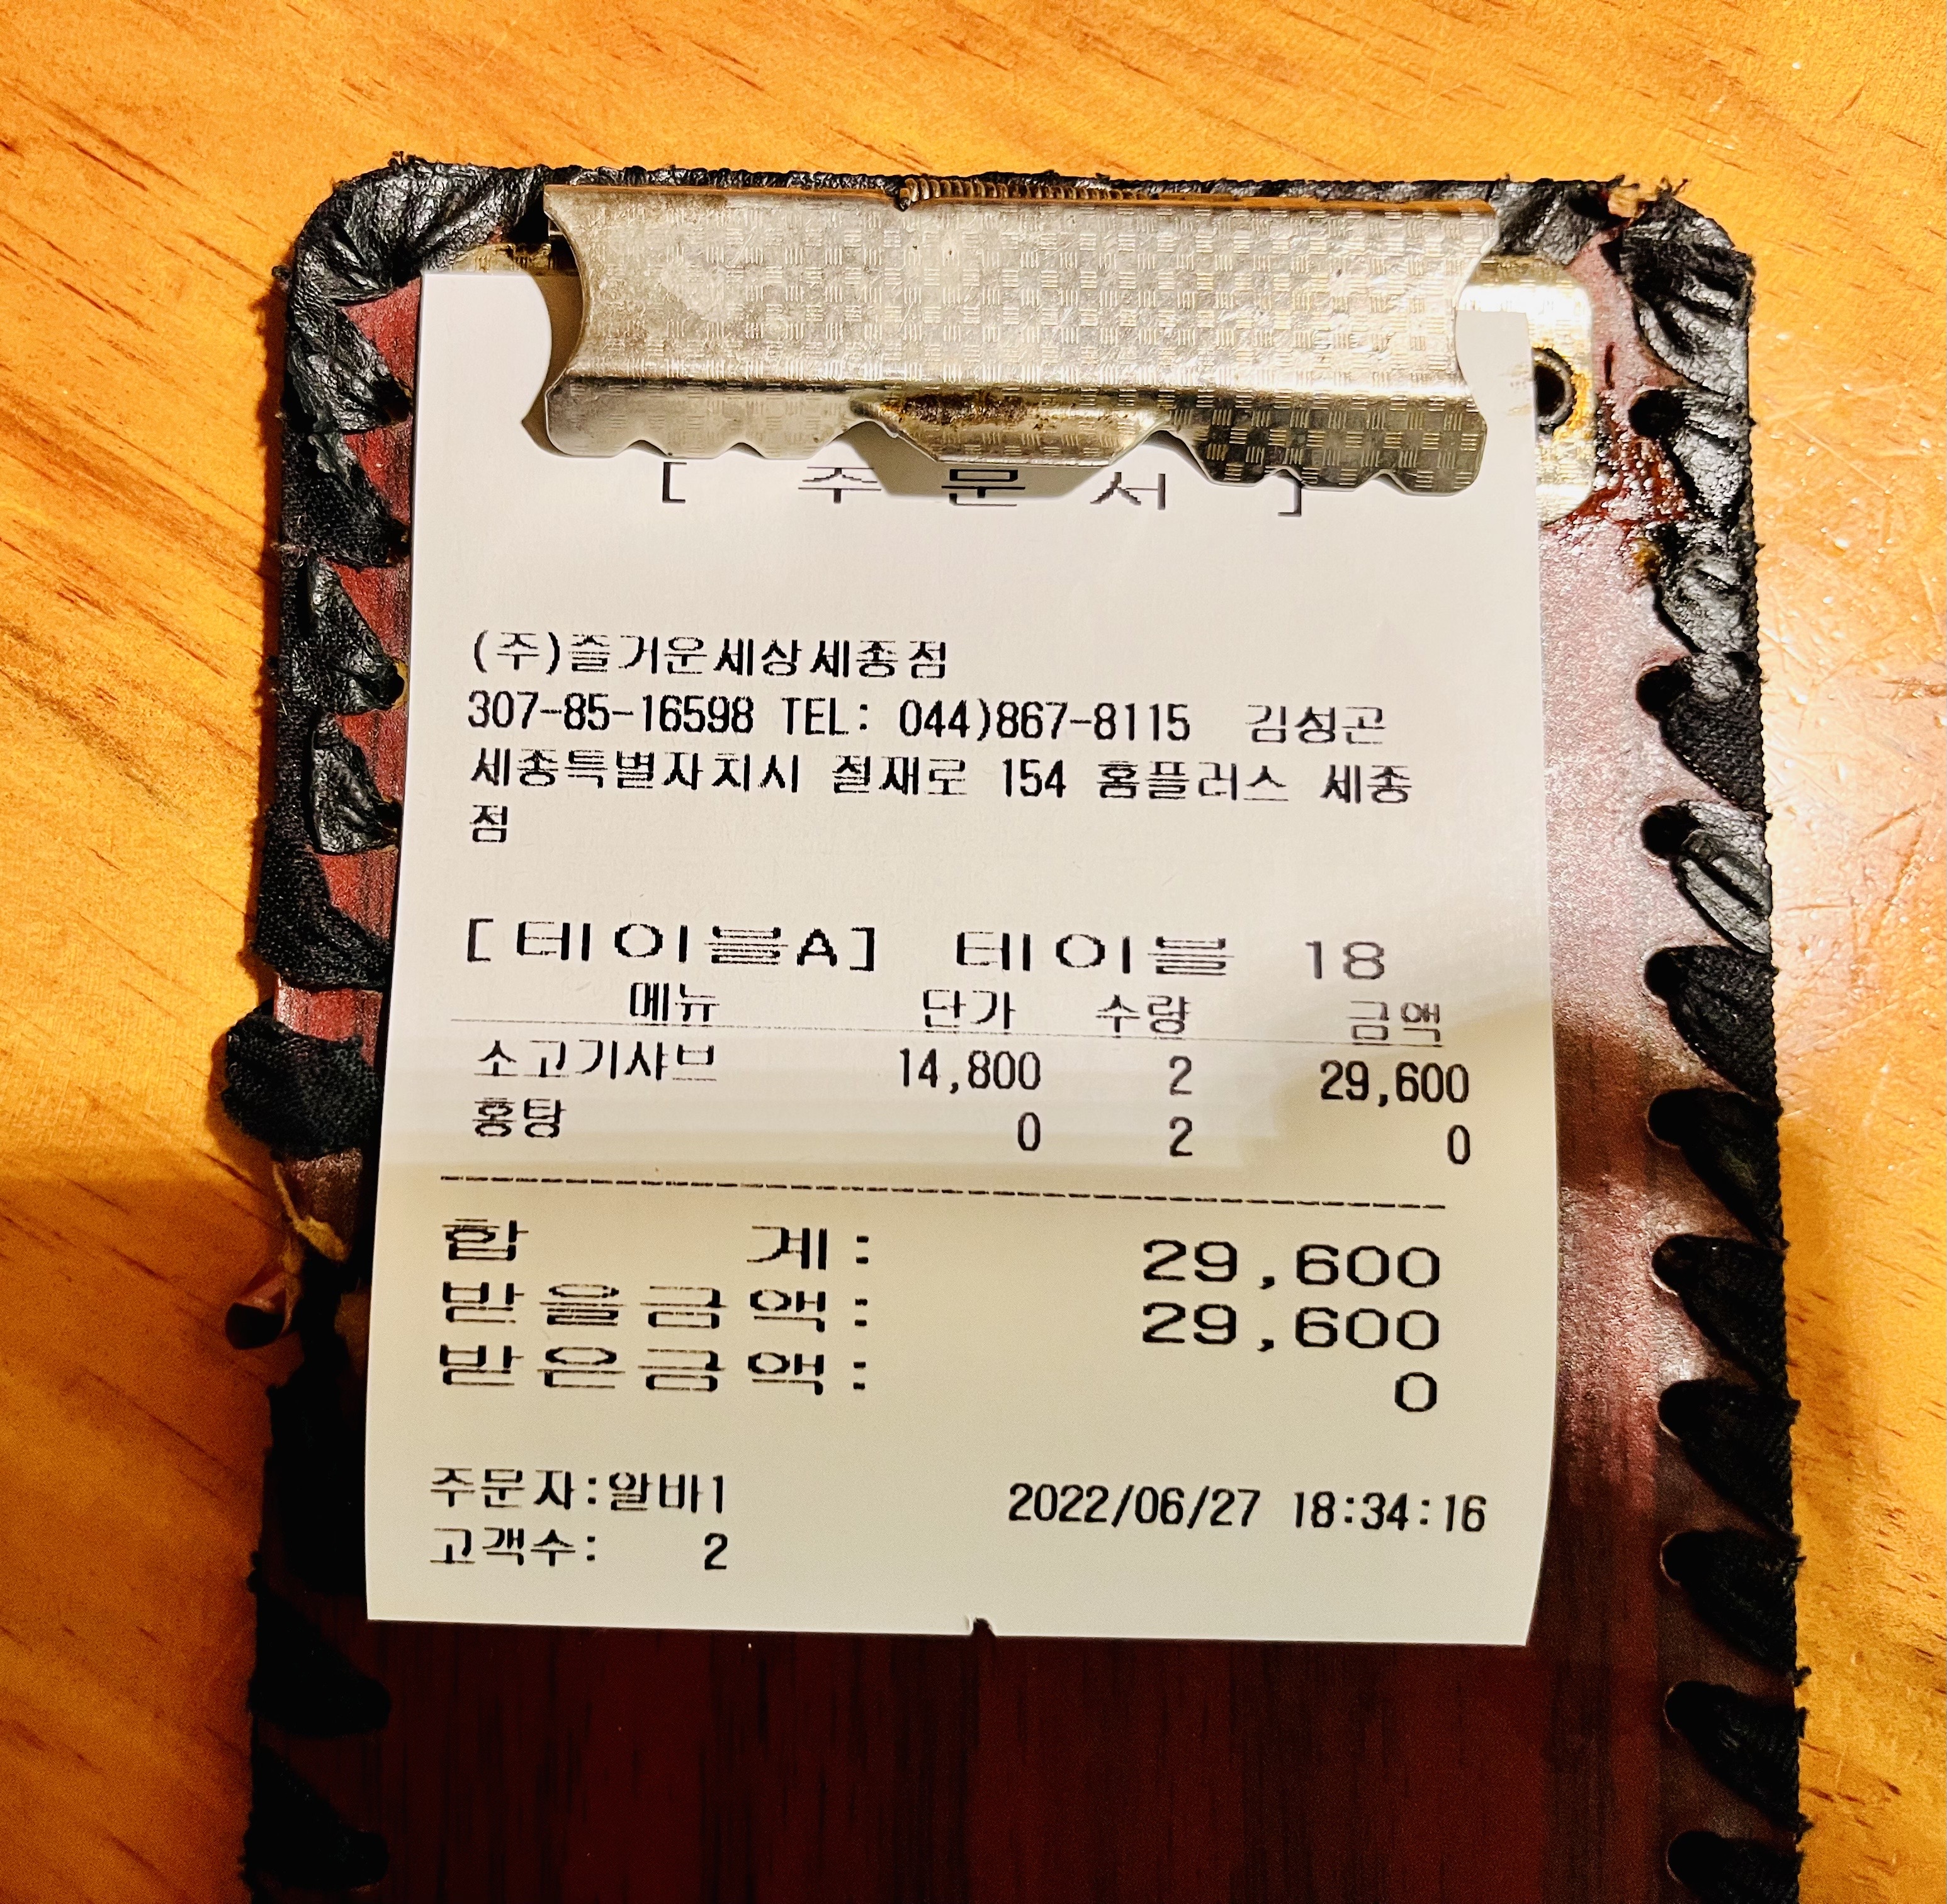 [ 주 문 서 ]
(주)즐거운세상세종점
307-85-16598 TEL: 044)867-8115 김성곤
세종특별자치시 절재로 154 홈플러스 세종
점
[테이블A] 테이블 18
메뉴 단가 수량 금액
소고기샤브 14,800 2 29,600
홍탕 0 2 0
합 계: 29,600
받을금액: 29,600
받은금액: 0
주문자:알바1 2022/06/27 18:34:16
고객수: 2